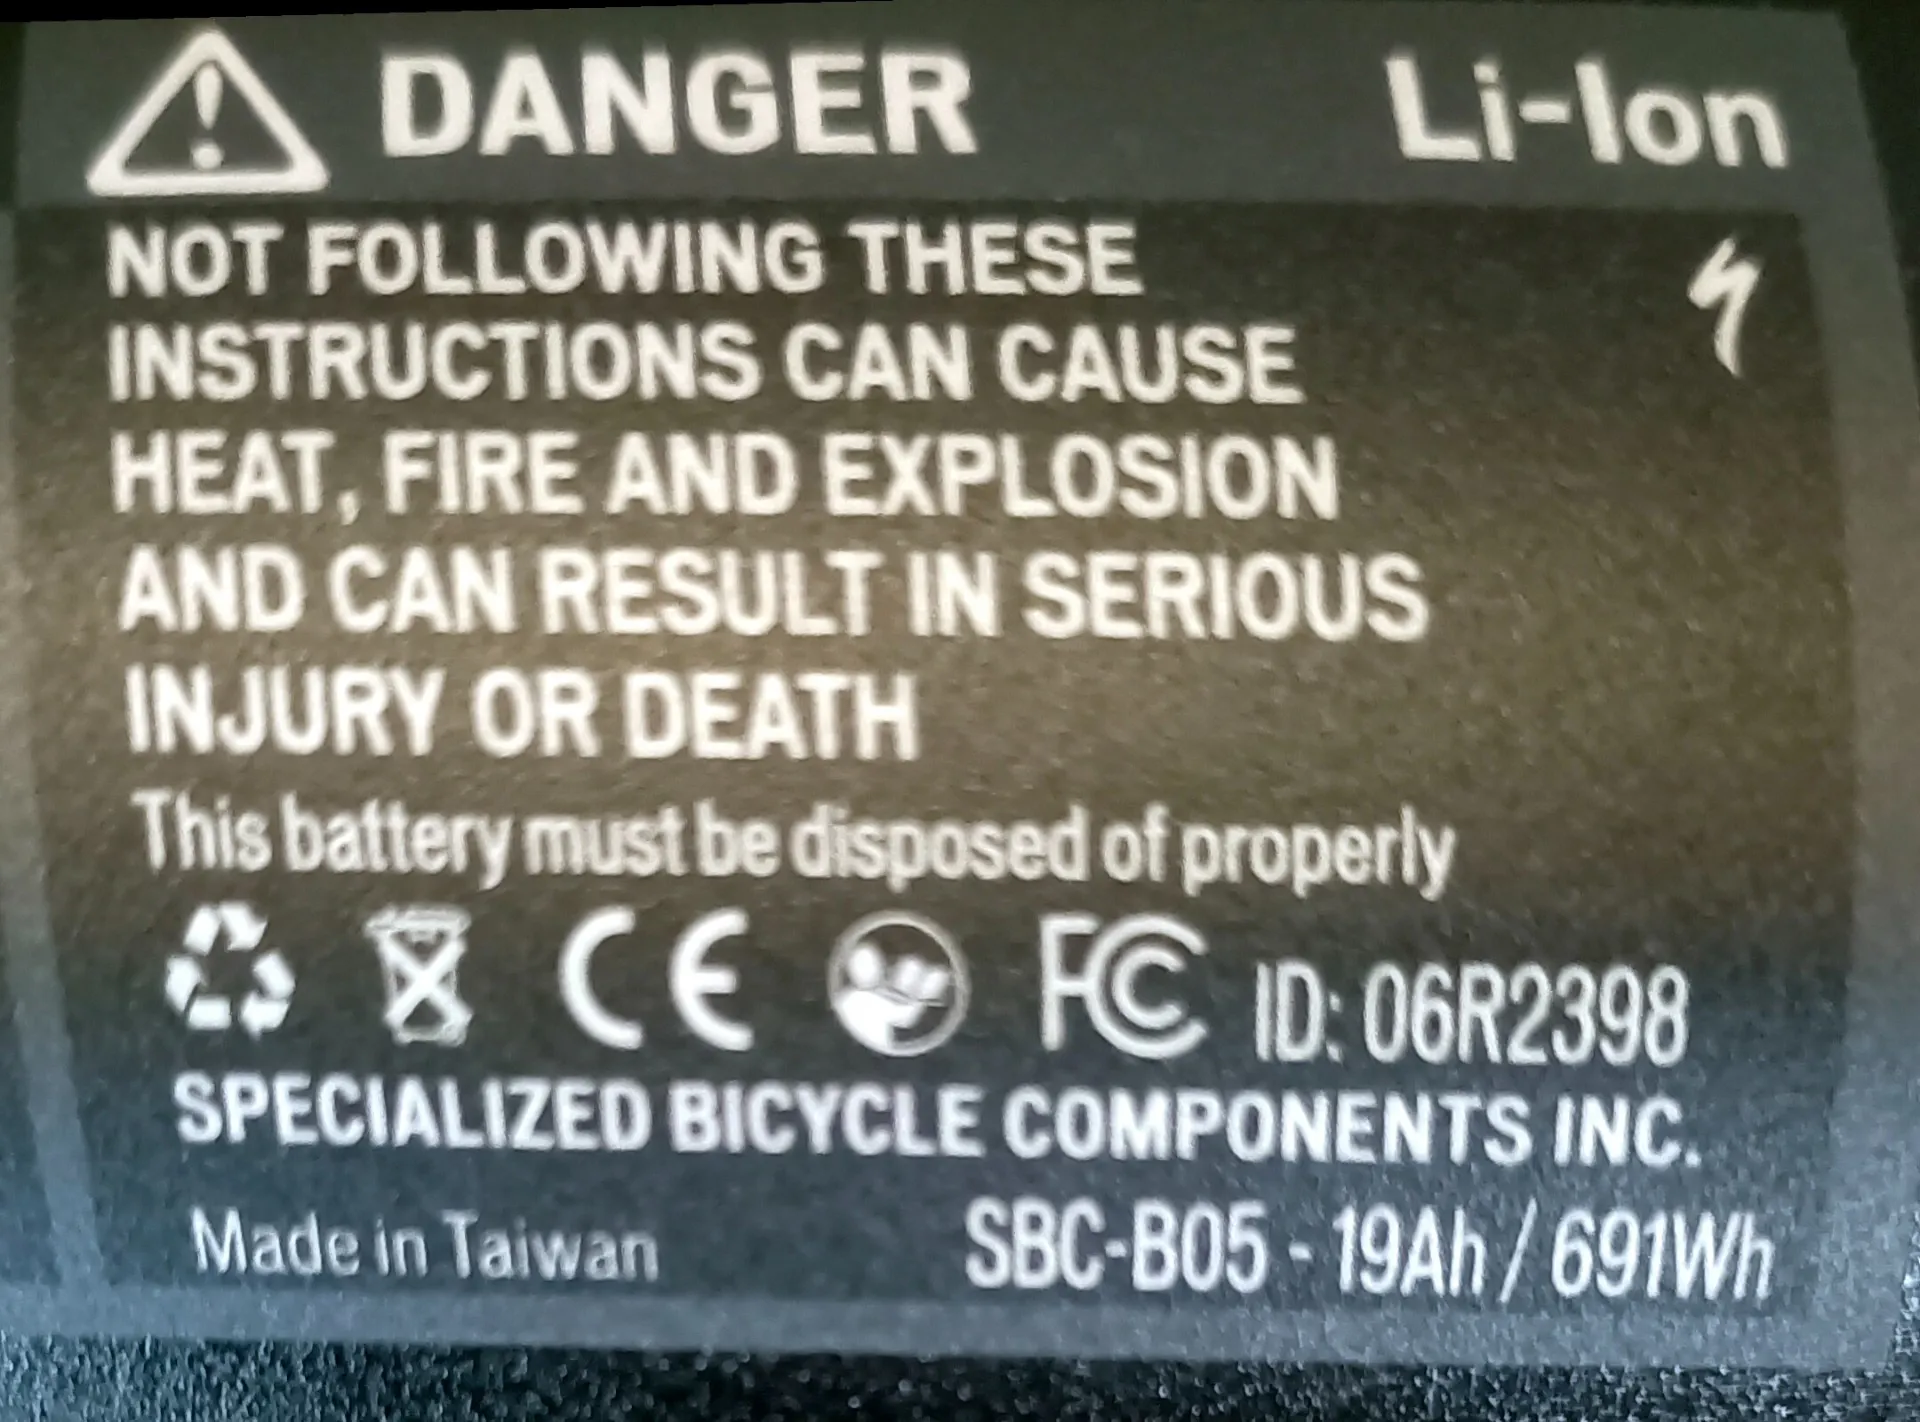 DANGER Li-Ion
NOT FOLLOWING THESE
INSTRUCTIONS CAN CAUSE
HEAT, FIRE AND EXPLOSION
AND CAN RESULT IN SERIOUS
INJURY OR DEATH
This battery must be disposed of properly
CE FC ID: 06R2398
SPECIALIZED BICYCLE COMPONENTS INC.
Made in Taiwan SBC-B05 - 19Ah / 691Wh